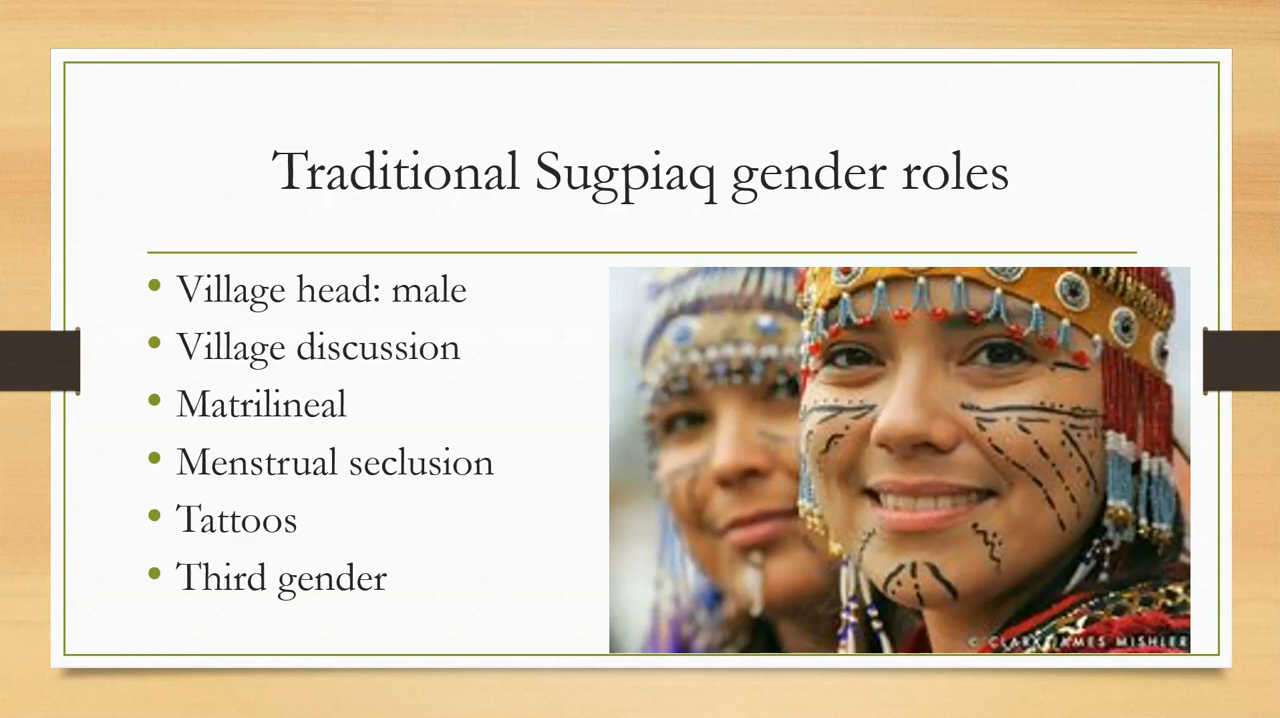 Traditional Sugpiaq gender roles
• Village head: male
• Village discussion
• Matrilineal
• Menstrual seclusion
• Tattoos
• Third gender
© CLARK JAMES MISHLER